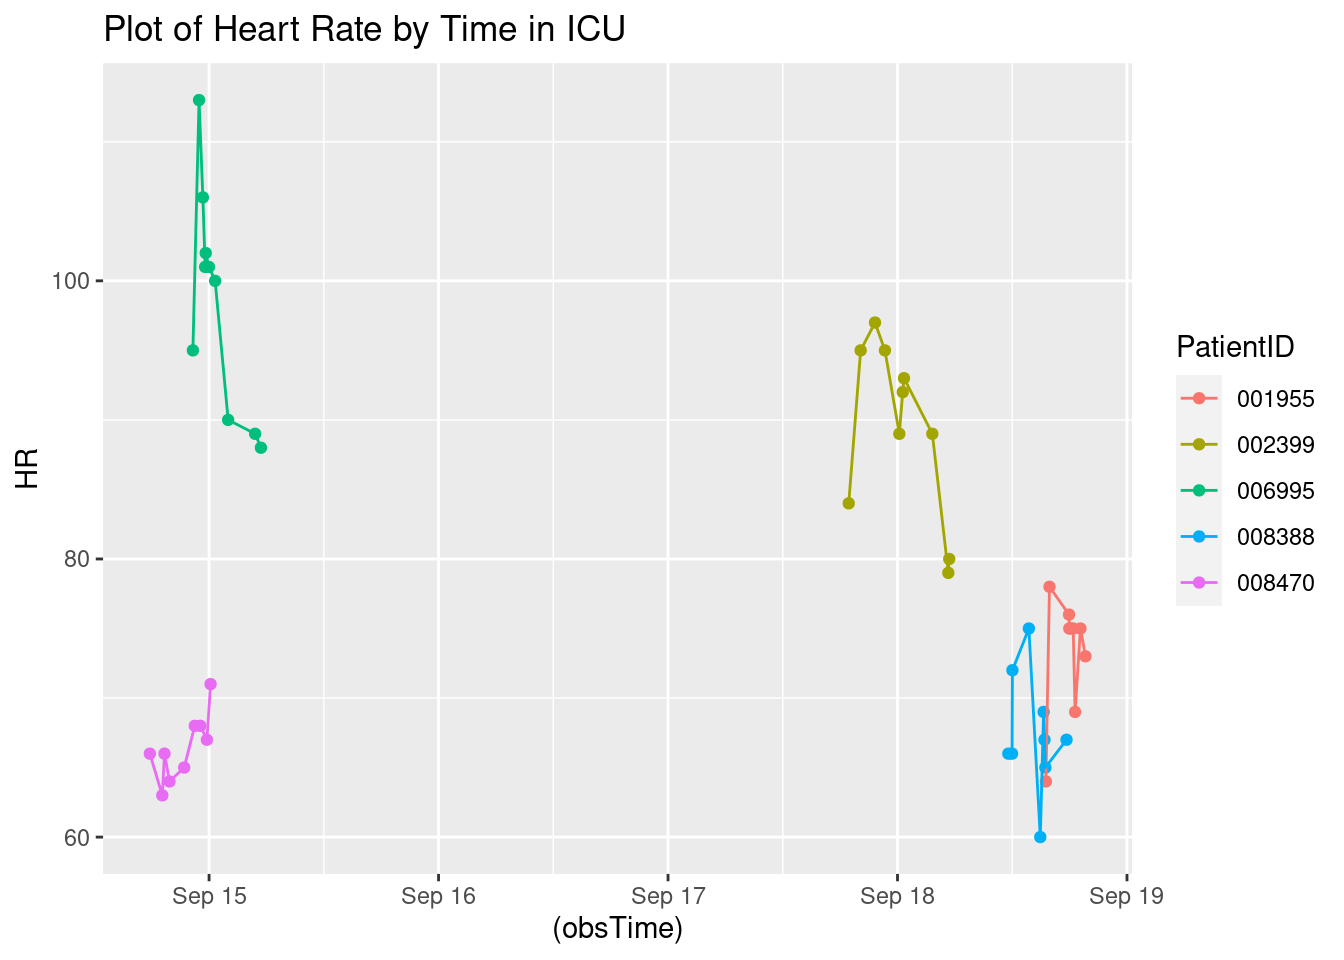 Plot of Heart Rate by Time in ICU
HR
100
80
60
Sep 15
Sep 16
Sep 17
Sep 18
Sep 19
(obsTime)
PatientID
001955
002399
006995
008388
008470